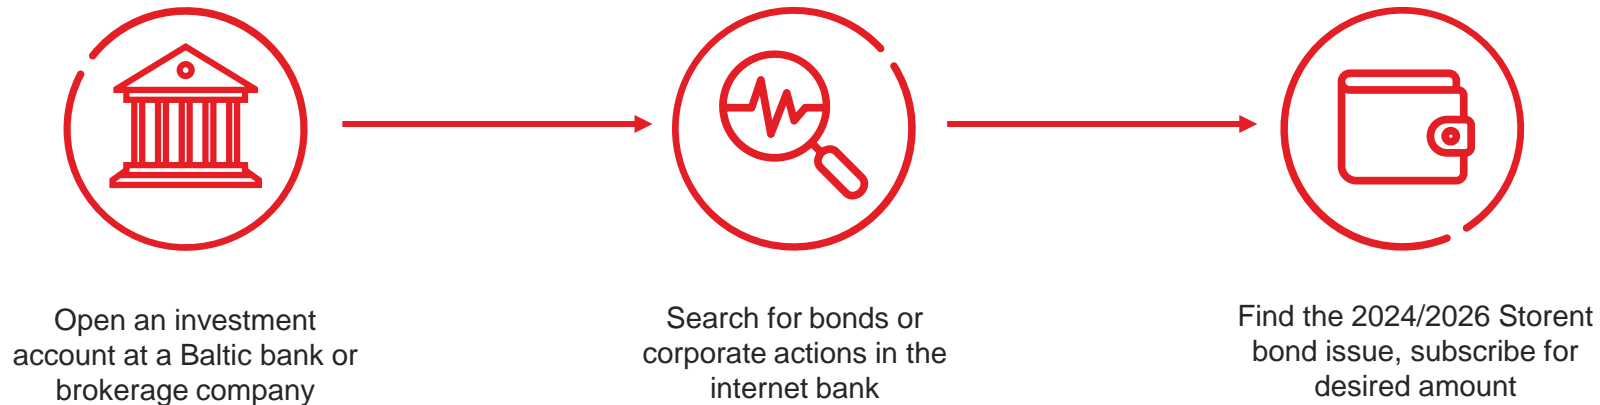 Open an investment
account at a Baltic bank or
brokerage company
Search for bonds or
corporate actions in the
internet bank
Find the 2024/2026 Storent
bond issue, subscribe for
desired amount